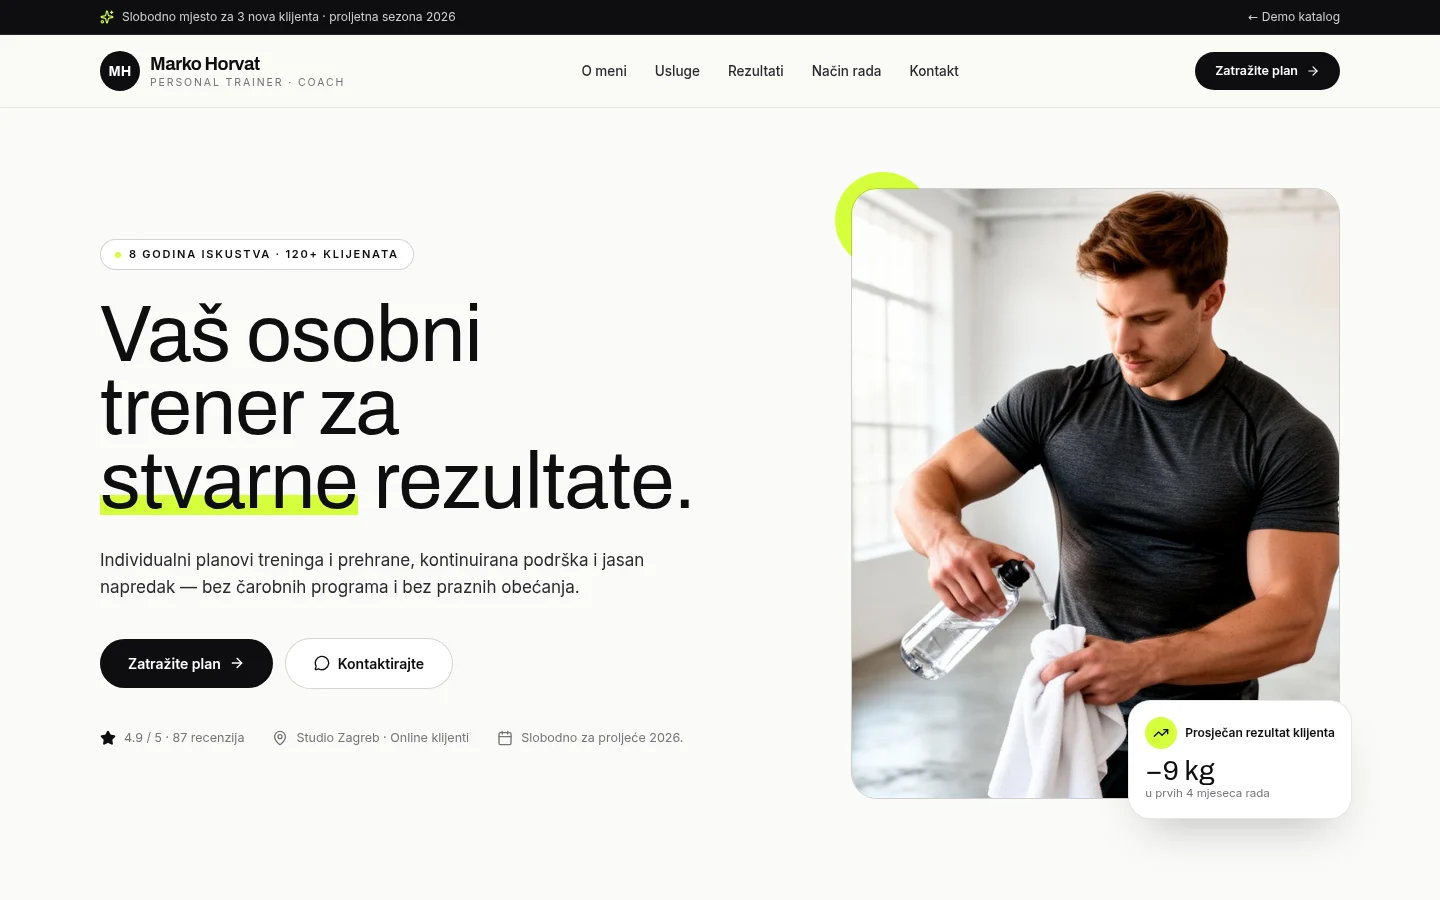 Slobodno mjesto za 3 nova klijenta · proljetna sezona 2026
← Demo katalog
MH
Marko Horvat
PERSONAL TRAINER · COACH
O meni
Usluge
Rezultati
Način rada
Kontakt
Zatražite plan →
8 GODINA ISKUSTVA · 120+ KLIJENATA
Vaš osobni
trener za
stvarne rezultate.
Individualni planovi treninga i prehrane, kontinuirana podrška i jasan
napredak — bez čarobnih programa i bez praznih obećanja.
Zatražite plan →
Kontaktirajte
4.9 / 5 · 87 recenzija
Studio Zagreb · Online klijenti
Slobodno za proljeće 2026.
Prosječan rezultat klijenta
−9 kg
u prvih 4 mjeseca rada